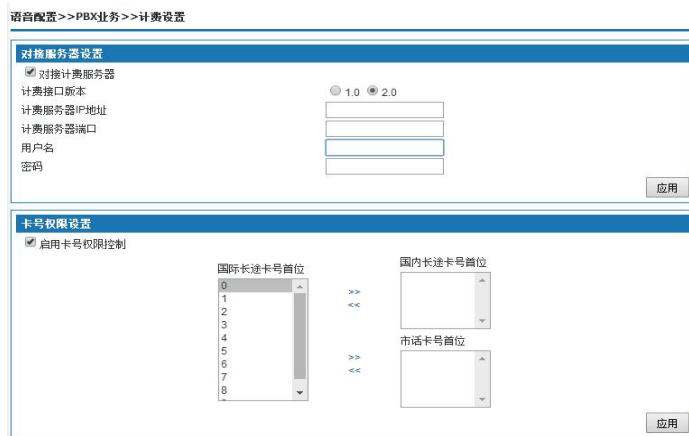 语音配置>>PBX业务>>计费设置
对接服务器设置
对接计费服务器
计费接口版本 1.0 2.0
计费服务器IP地址
计费服务器端口
用户名
密码
应用
卡号权限设置
启用卡号权限控制
国际长途卡号首位
0
1
2
3
4
5
6
7
8
>>
<<
>>
<<
国内长途卡号首位
市话卡号首位
应用